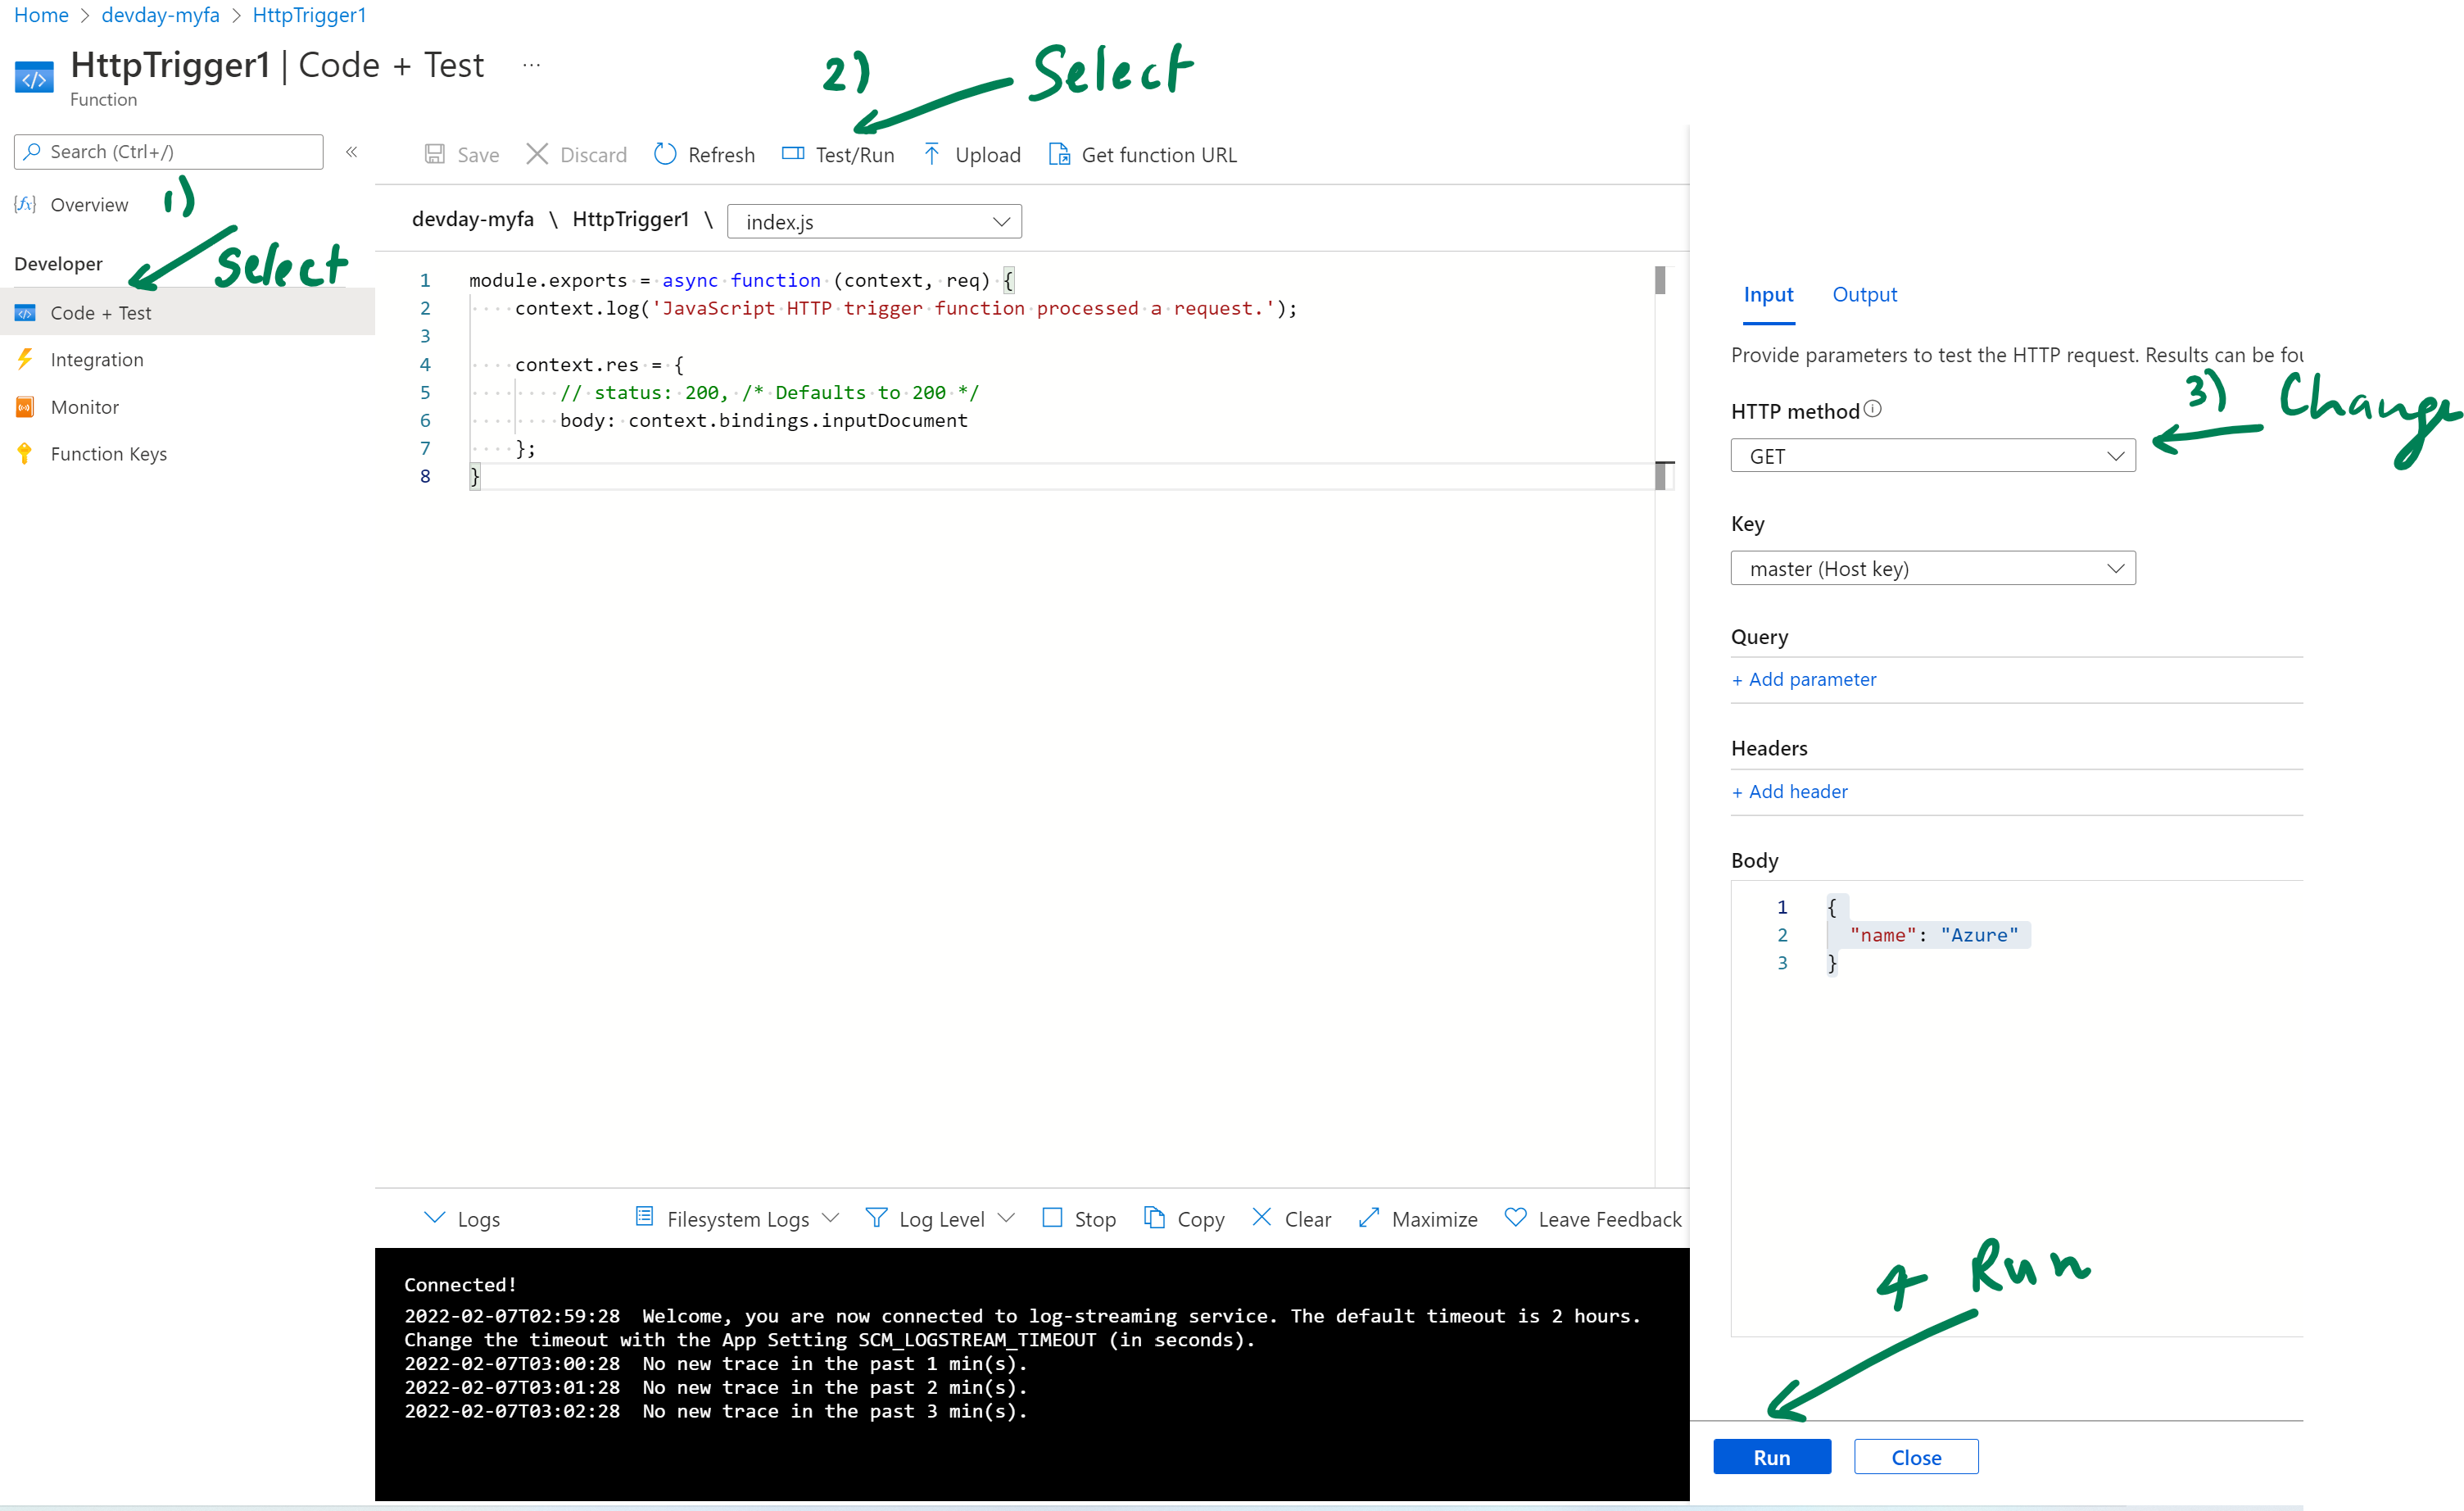 Home > devday-myfa > HttpTrigger1
HttpTrigger1 | Code + Test ...
Function
2) Select
Search (Ctrl+/) «
Overview
1) Select
Developer
Code + Test
Integration
Monitor
Function Keys
Save Discard Refresh Test/Run Upload Get function URL
devday-myfa \ HttpTrigger1 \ index.js
1 module.exports = async function (context, req) {
2 context.log('JavaScript HTTP trigger function processed a request.');
3
4 context.res = {
5 // status: 200, /* Defaults to 200 */
6 body: context.bindings.inputDocument
7 };
8 }
Logs Filesystem Logs Log Level Stop Copy Clear Maximize Leave Feedback
Connected!
2022-02-07T02:59:28 Welcome, you are now connected to log-streaming service. The default timeout is 2 hours.
Change the timeout with the App Setting SCM_LOGSTREAM_TIMEOUT (in seconds).
2022-02-07T03:00:28 No new trace in the past 1 min(s).
2022-02-07T03:01:28 No new trace in the past 2 min(s).
2022-02-07T03:02:28 No new trace in the past 3 min(s).
Input Output
Provide parameters to test the HTTP request. Results can be fou
3) Change
HTTP method
GET
Key
master (Host key)
Query
+ Add parameter
Headers
+ Add header
Body
1 {
2 "name": "Azure"
3 }
4 Run
Run Close